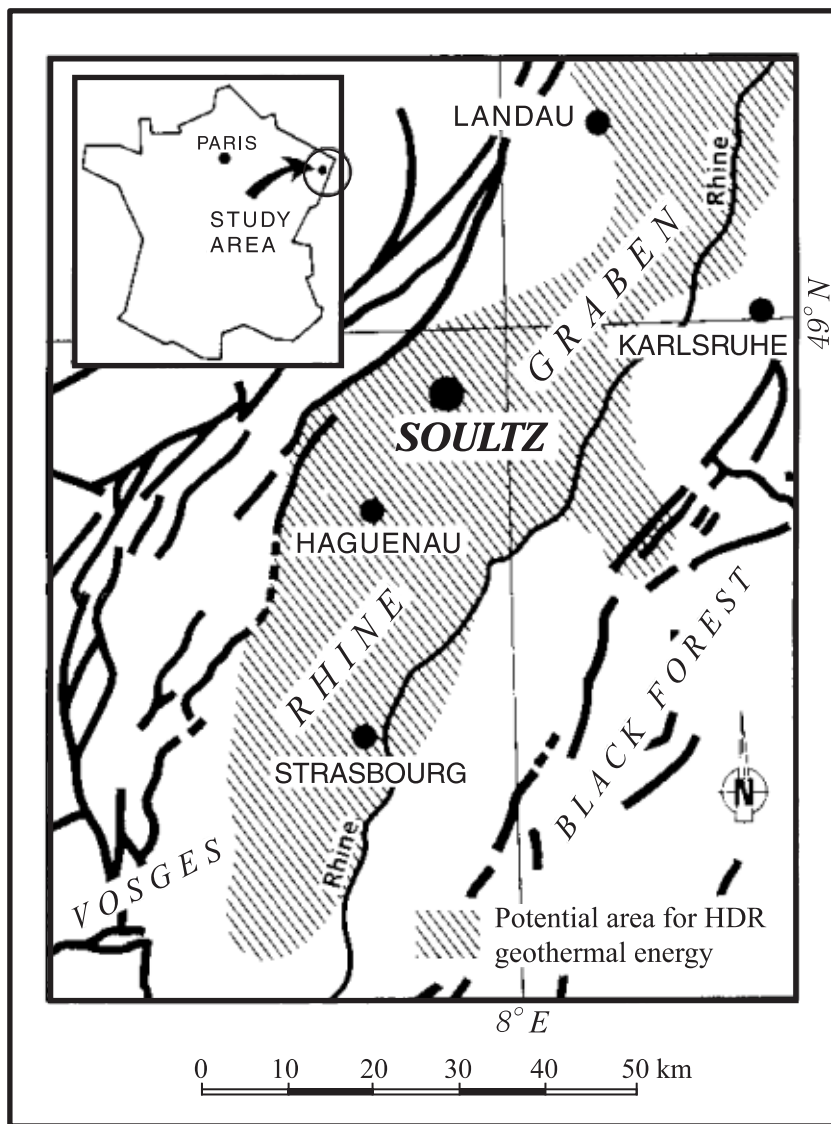 PARIS
STUDY
AREA
LANDAU
Rhine
GRABEN
KARLSRUHE
49° N
SOULTZ
HAGUENAU
RHINE
STRASBOURG
BLACK FOREST
N
VOSGES
Rhine
Potential area for HDR
geothermal energy
8° E
0 10 20 30 40 50 km